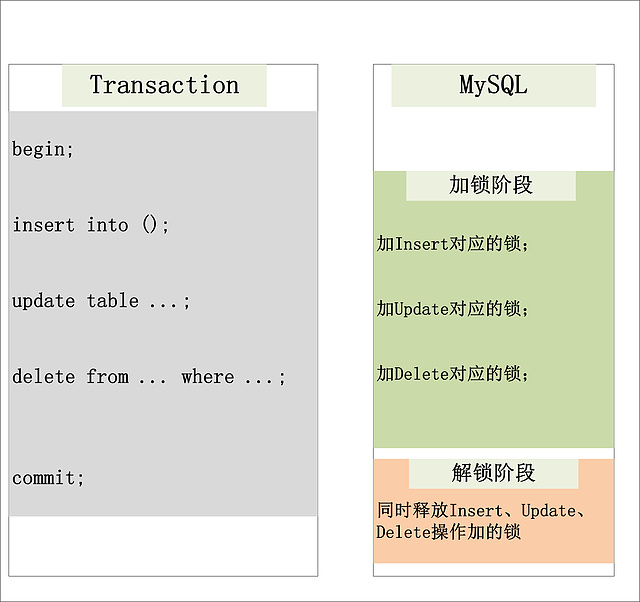 Transaction
begin;
insert into ();
update table ...;
delete from ... where ...;
commit;
MySQL
加锁阶段
加Insert对应的锁;
加Update对应的锁;
加Delete对应的锁;
解锁阶段
同时释放Insert、Update、
Delete操作加的锁